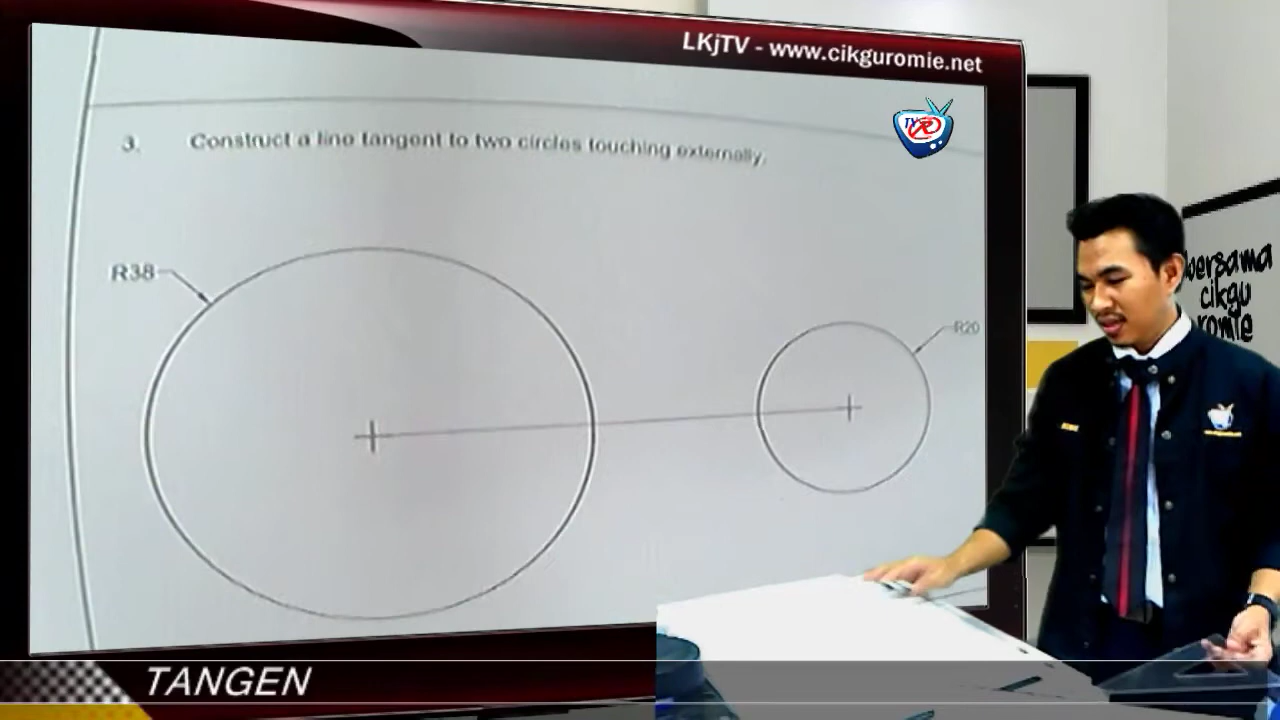 LKjTV - www.cikguromie.net
TV R
3. Construct a line tangent to two circles touching externally.
R38
R20
bersama
cikgu
romie
TANGEN